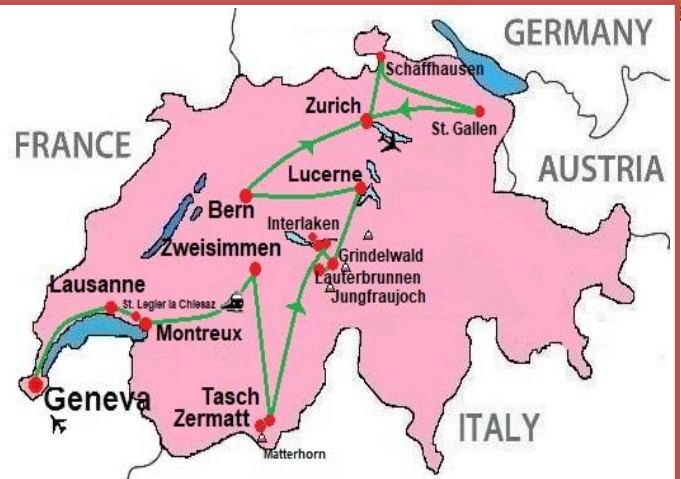 GERMANY
Schaffhausen
Zurich
St. Gallen
FRANCE
AUSTRIA
Lucerne
Bern
Interlaken
Zweisimmen
Grindelwald
Lauterbrunnen
Lausanne
St. Legier la Chiesaz
Jungfraujoch
Montreux
Geneva
Tasch
Zermatt
ITALY
Matterhorn